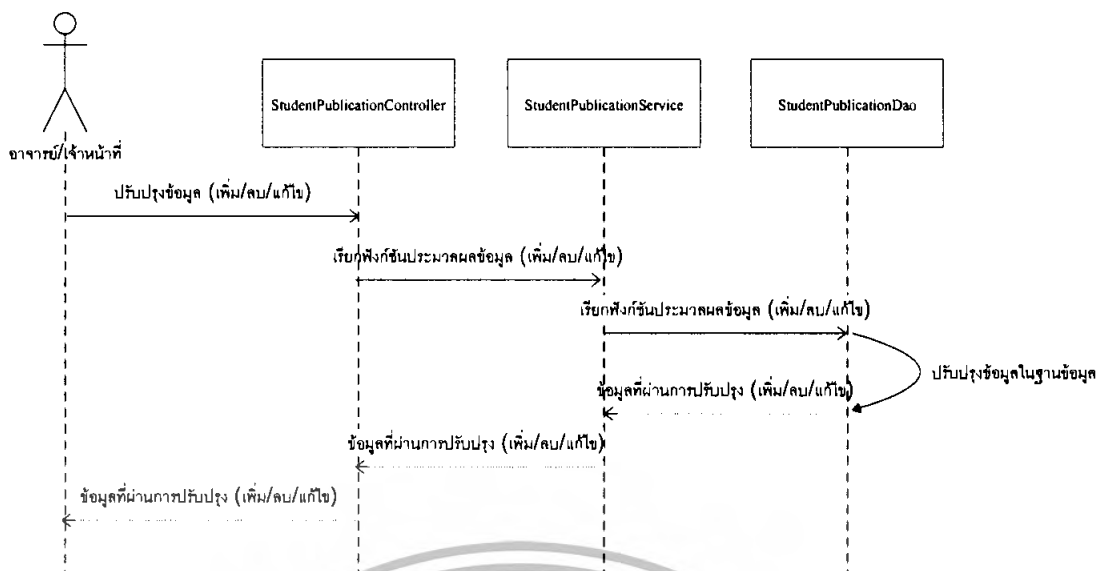 StudentPublicationController
StudentPublicationService
StudentPublicationDao
อาจารย์/เจ้าหน้าที่
ปรับปรุงข้อมูล (เพิ่ม/ลบ/แก้ไข)
เรียกฟังก์ชันประมวลผลข้อมูล (เพิ่ม/ลบ/แก้ไข)
เรียกฟังก์ชันประมวลผลข้อมูล (เพิ่ม/ลบ/แก้ไข)
ปรับปรุงข้อมูลในฐานข้อมูล
ข้อมูลที่ผ่านการปรับปรุง (เพิ่ม/ลบ/แก้ไข)
ข้อมูลที่ผ่านการปรับปรุง (เพิ่ม/ลบ/แก้ไข)
ข้อมูลที่ผ่านการปรับปรุง (เพิ่ม/ลบ/แก้ไข)